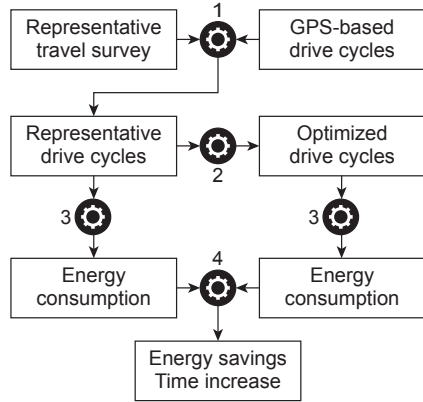 1
Representative
travel survey
GPS-based
drive cycles
Representative
drive cycles
2
Optimized
drive cycles
3
3
Energy
consumption
4
Energy
consumption
Energy savings
Time increase